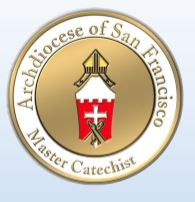 Archdiocese of San Francisco
Master Catechist